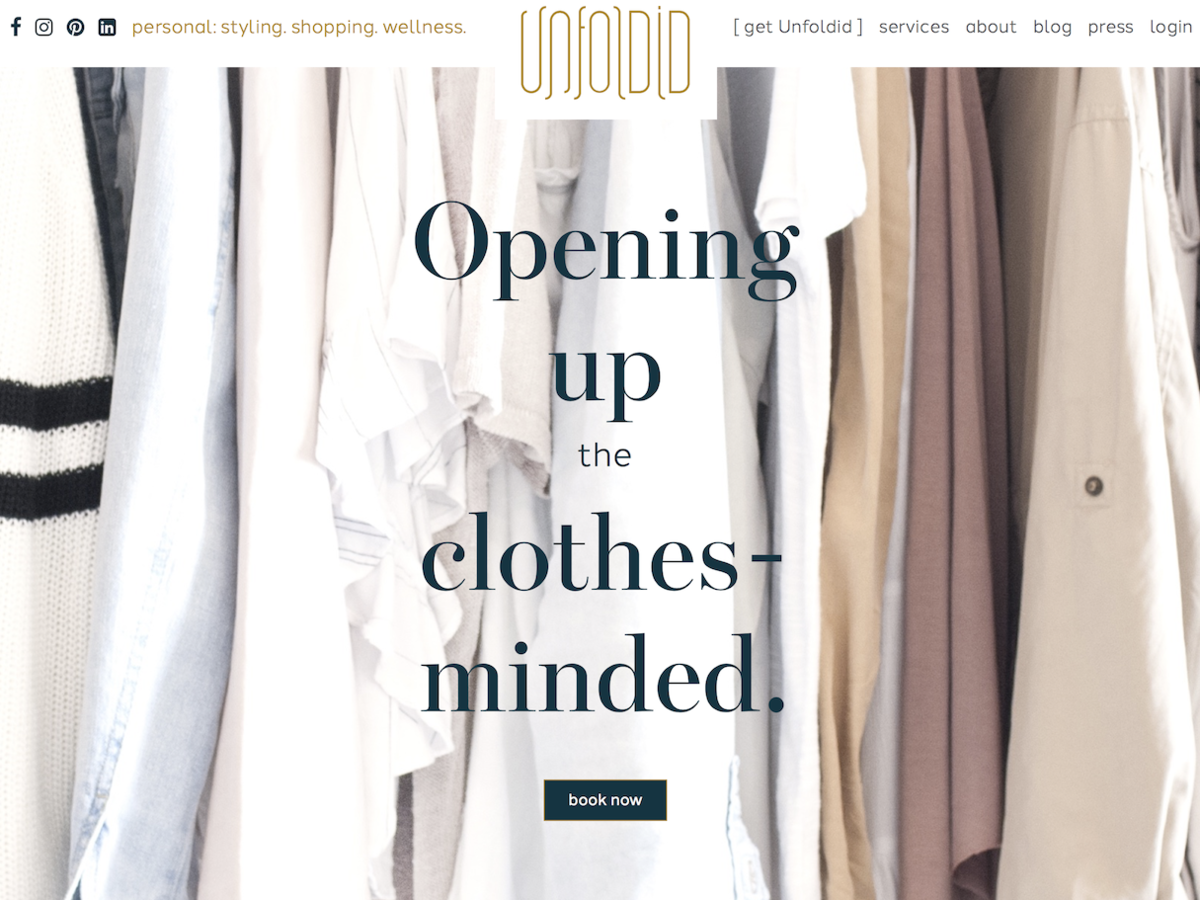 personal: styling. shopping. wellness.
UNFOLDID
[ get Unfoldid ] services about blog press login
Opening
up
the
clothes-
minded.
book now